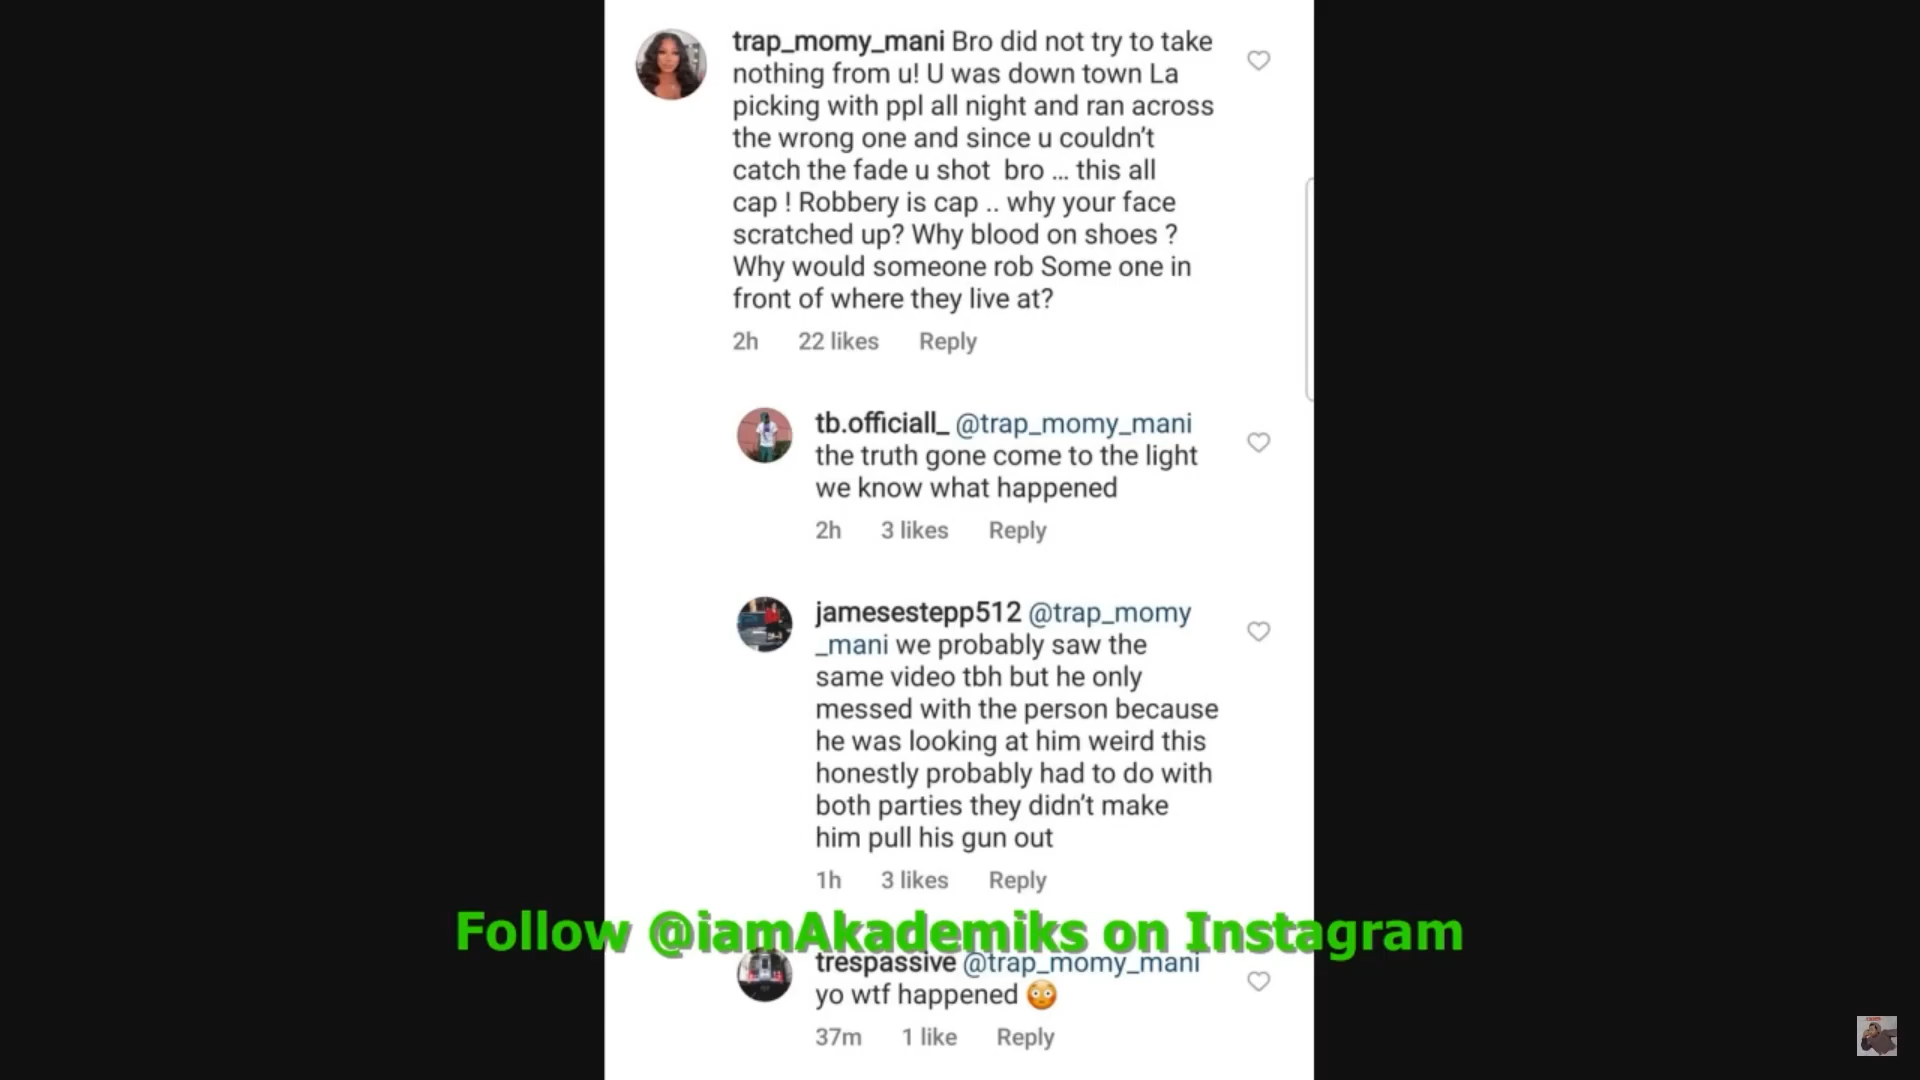 trap_momy_mani Bro did not try to take
nothing from u! U was down town La
picking with ppl all night and ran across
the wrong one and since u couldn’t
catch the fade u shot bro ... this all
cap ! Robbery is cap .. why your face
scratched up? Why blood on shoes ?
Why would someone rob Some one in
front of where they live at?
2h 22 likes Reply
tb.officiall_ @trap_momy_mani
the truth gone come to the light
we know what happened
2h 3 likes Reply
jamesestepp512 @trap_momy
_mani we probably saw the
same video tbh but he only
messed with the person because
he was looking at him weird this
honestly probably had to do with
both parties they didn’t make
him pull his gun out
1h 3 likes Reply
Follow @iamAkademiks on Instagram
trespassive @trap_momy_mani
yo wtf happened 😳
37m 1 like Reply